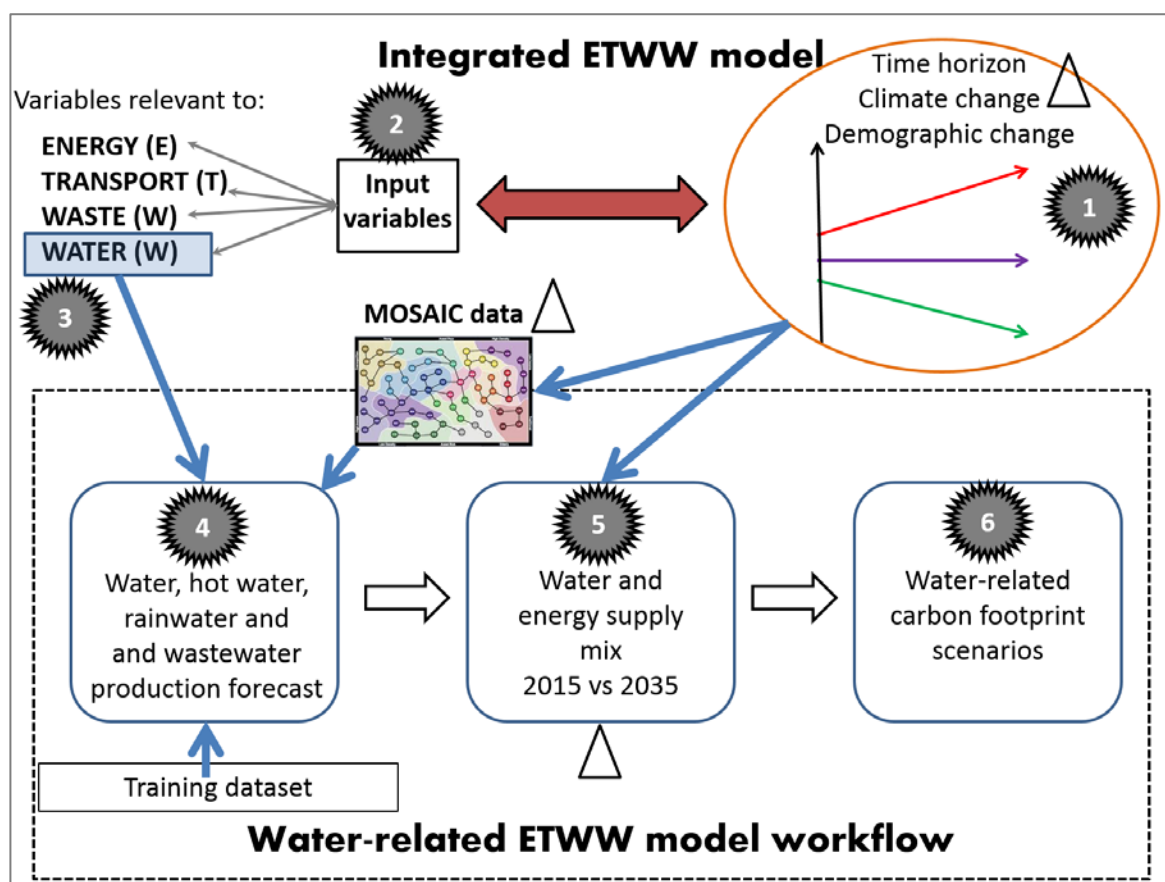 Integrated ETWW model
Time horizon
Climate change
Demographic change
1
Variables relevant to:
ENERGY (E)
TRANSPORT (T)
WASTE (W)
WATER (W)
2
Input
variables
3
MOSAIC data
4
Water, hot water,
rainwater and
and wastewater
production forecast
5
Water and
energy supply
mix
2015 vs 2035
6
Water-related
carbon footprint
scenarios
Training dataset
Water-related ETWW model workflow